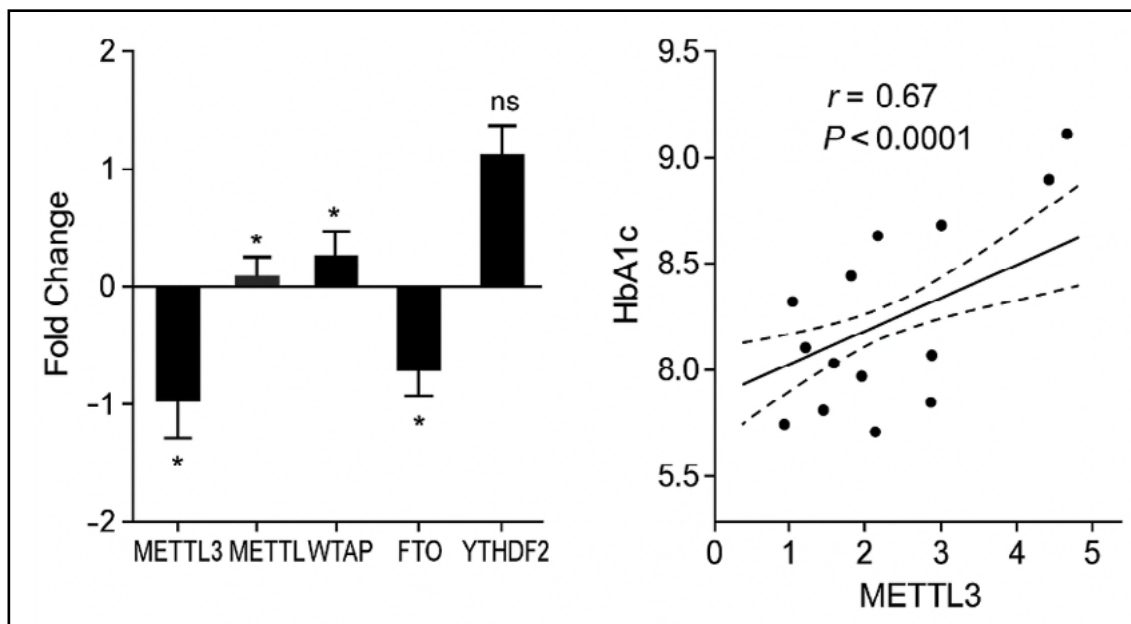 Fold Change
2
1
0
−1
−2
*
*
*
*
ns
METTL3 METTL WTAP FTO YTHDF2
HbA1c
9.5
9.0
8.5
8.0
5.5
r = 0.67
P < 0.0001
0 1 2 3 4 5
METTL3